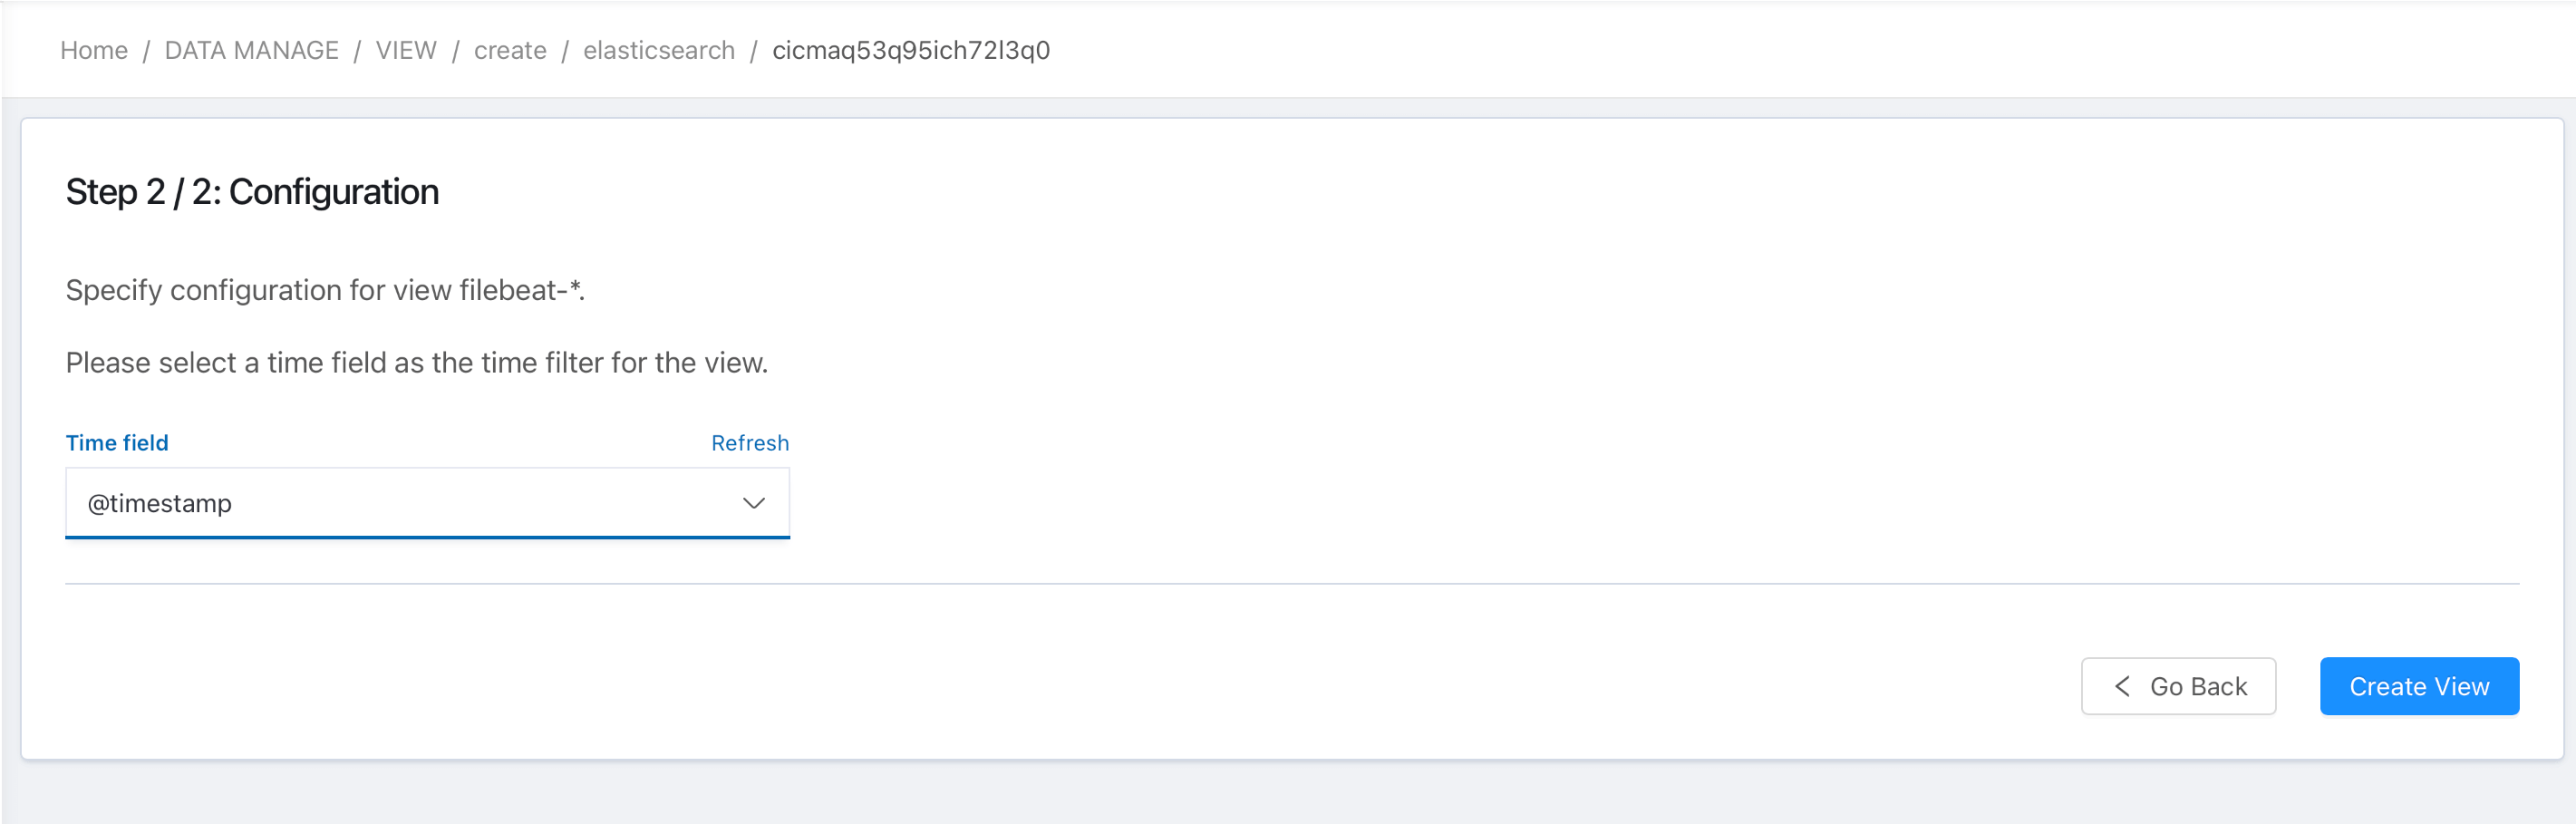 Home / DATA MANAGE / VIEW / create / elasticsearch / cicmaq53q95ich72l3q0
Step 2 / 2: Configuration
Specify configuration for view filebeat-*.
Please select a time field as the time filter for the view.
Time field Refresh
@timestamp
Go Back Create View